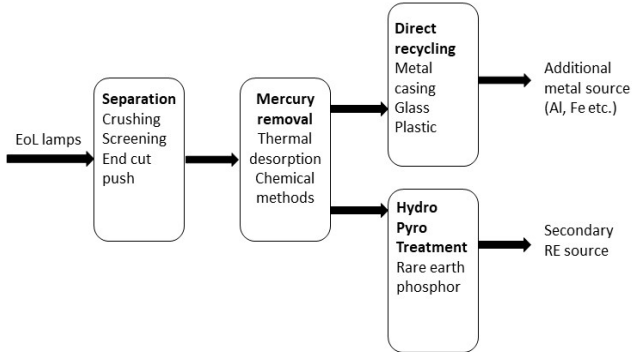 EoL lamps
Separation
Crushing
Screening
End cut
push
Mercury
removal
Thermal
desorption
Chemical
methods
Direct
recycling
Metal
casing
Glass
Plastic
Additional
metal source
(Al, Fe etc.)
Hydro
Pyro
Treatment
Rare earth
phosphor
Secondary
RE source